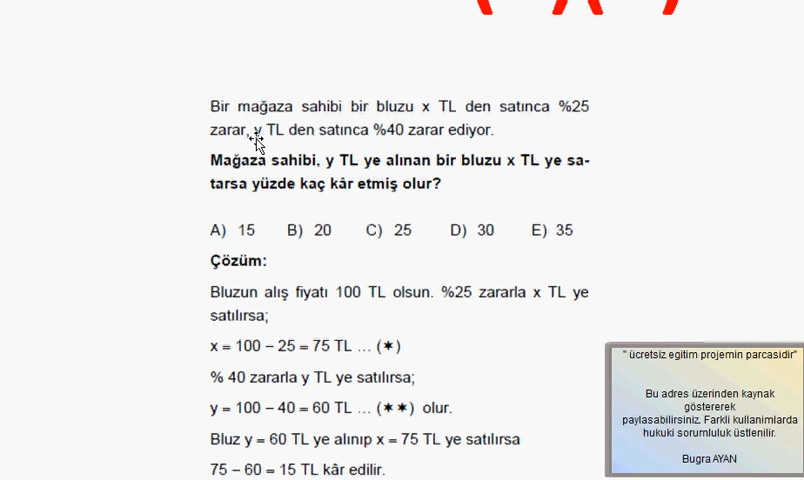 Bir mağaza sahibi bir bluzu x TL den satınca %25
zarar, y TL den satınca %40 zarar ediyor.
Mağaza sahibi, y TL ye alınan bir bluzu x TL ye sa-
tarsa yüzde kaç kâr etmiş olur?
A) 15 B) 20 C) 25 D) 30 E) 35
Çözüm:
Bluzun alış fiyatı 100 TL olsun. %25 zararla x TL ye
satılırsa;
x = 100 – 25 = 75 TL … (✶)
% 40 zararla y TL ye satılırsa;
y = 100 – 40 = 60 TL … (✶✶) olur.
Bluz y = 60 TL ye alınıp x = 75 TL ye satılırsa
75 – 60 = 15 TL kâr edilir.
" ücretsiz egitim projemin parcasidir"
Bu adres üzerinden kaynak
göstererek
paylasabilirsiniz. Farkli kullanimlarda
hukuki sorumluluk üstlenilir.
Bugra AYAN